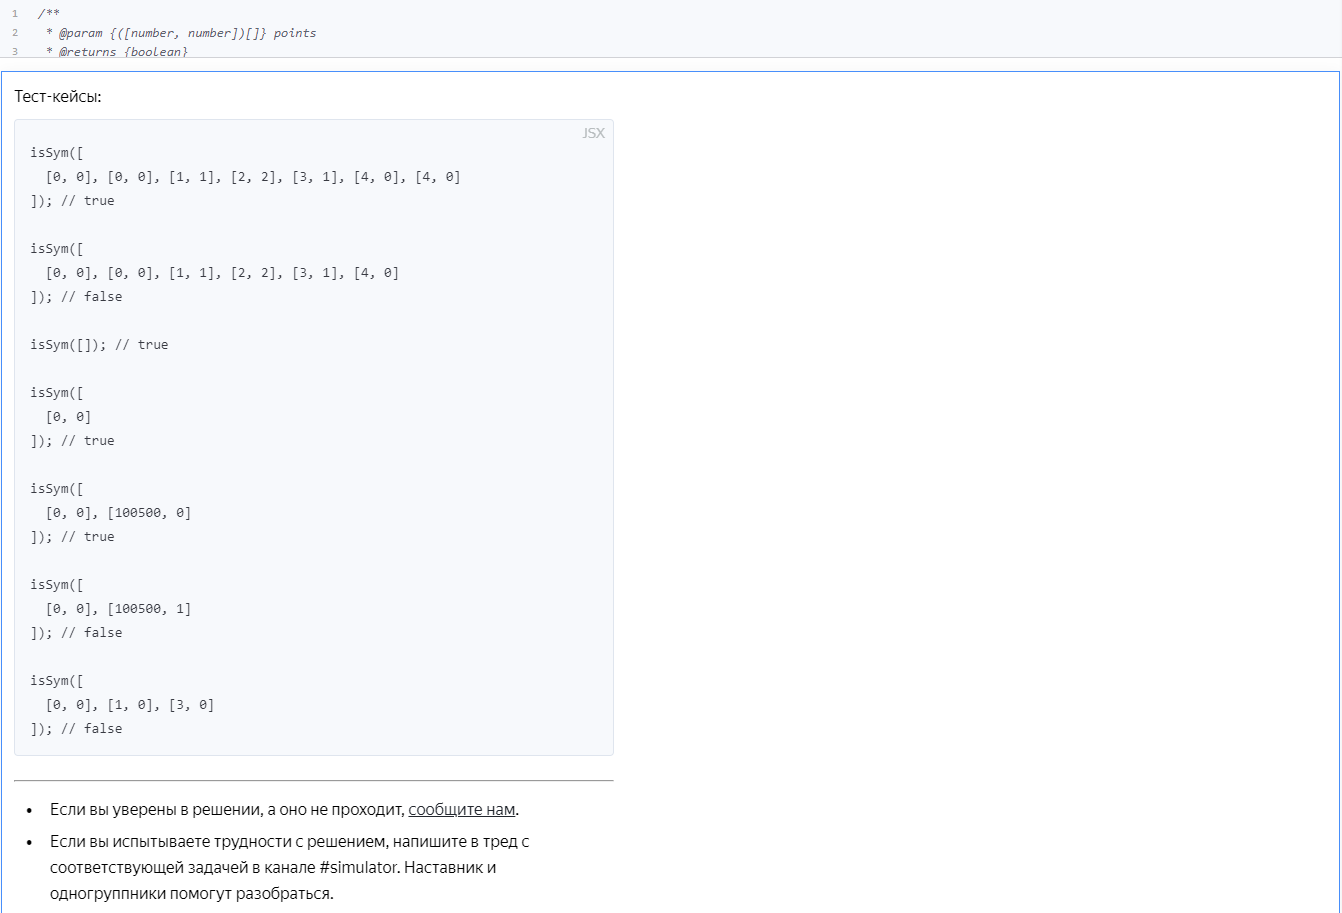 1 /**
2 * @param {([number, number])[]} points
3 * @returns {boolean}
Тест-кейсы:
JSX
isSym([
[0, 0], [0, 0], [1, 1], [2, 2], [3, 1], [4, 0], [4, 0]
]); // true
isSym([
[0, 0], [0, 0], [1, 1], [2, 2], [3, 1], [4, 0]
]); // false
isSym([]); // true
isSym([
[0, 0]
]); // true
isSym([
[0, 0], [100500, 0]
]); // true
isSym([
[0, 0], [100500, 1]
]); // false
isSym([
[0, 0], [1, 0], [3, 0]
]); // false
• Если вы уверены в решении, а оно не проходит, сообщите нам.
• Если вы испытываете трудности с решением, напишите в тред с
соответствующей задачей в канале #simulator. Наставник и
одногруппники помогут разобраться.